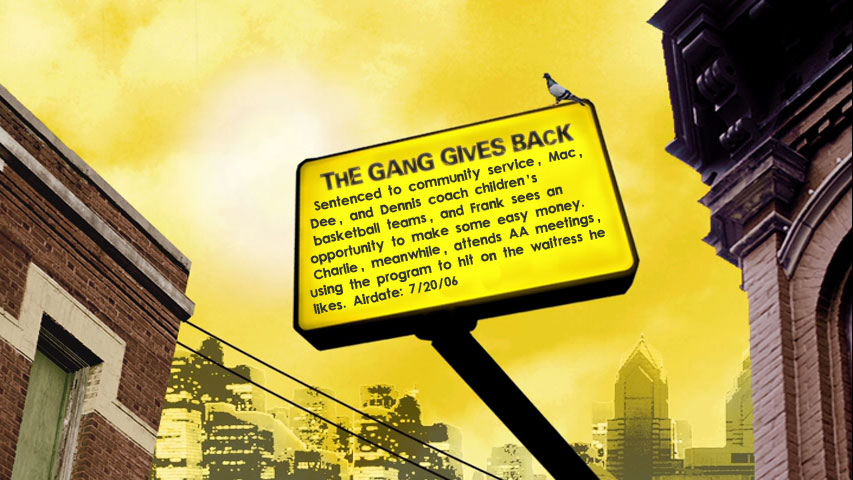 THE GANG GIVES BACK
Sentenced to community service, Mac,
Dee, and Dennis coach children's
basketball teams, and Frank sees an
opportunity to make some easy money.
Charlie, meanwhile, attends AA meetings,
using the program to hit on the waitress he
likes. Airdate: 7/20/06